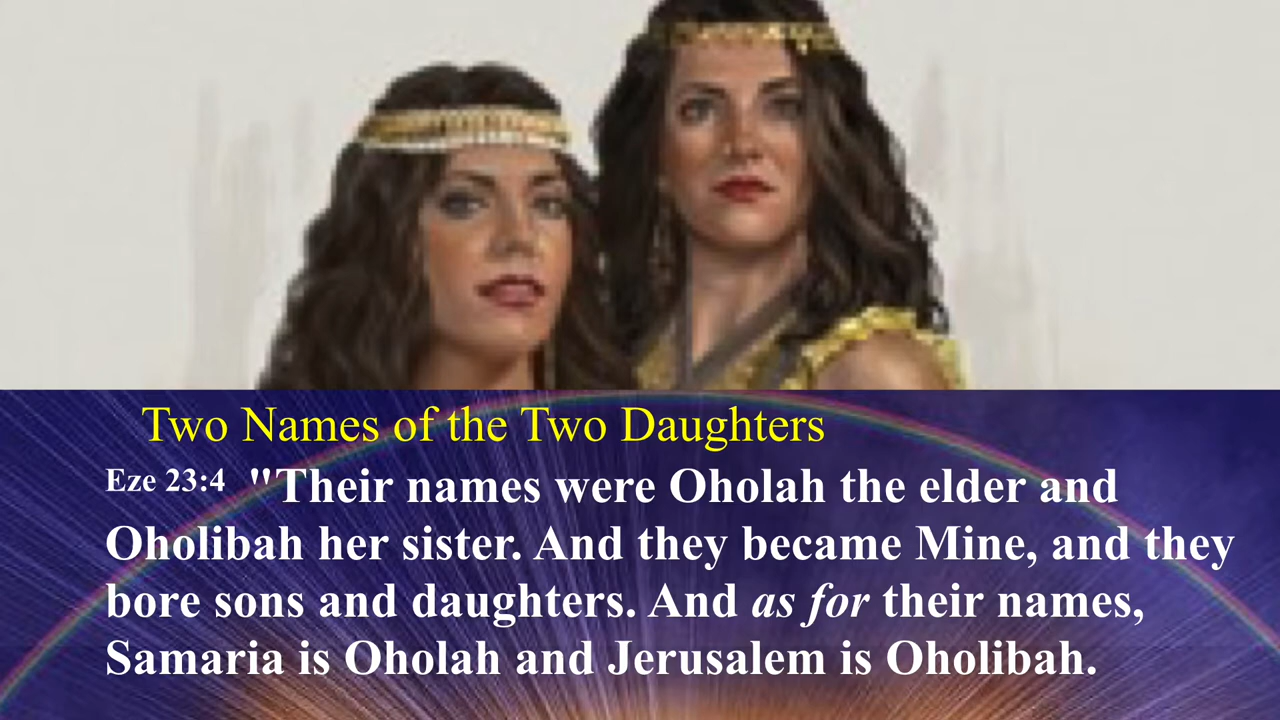 Two Names of the Two Daughters
Eze 23:4 "Their names were Oholah the elder and
Oholibah her sister. And they became Mine, and they
bore sons and daughters. And as for their names,
Samaria is Oholah and Jerusalem is Oholibah.